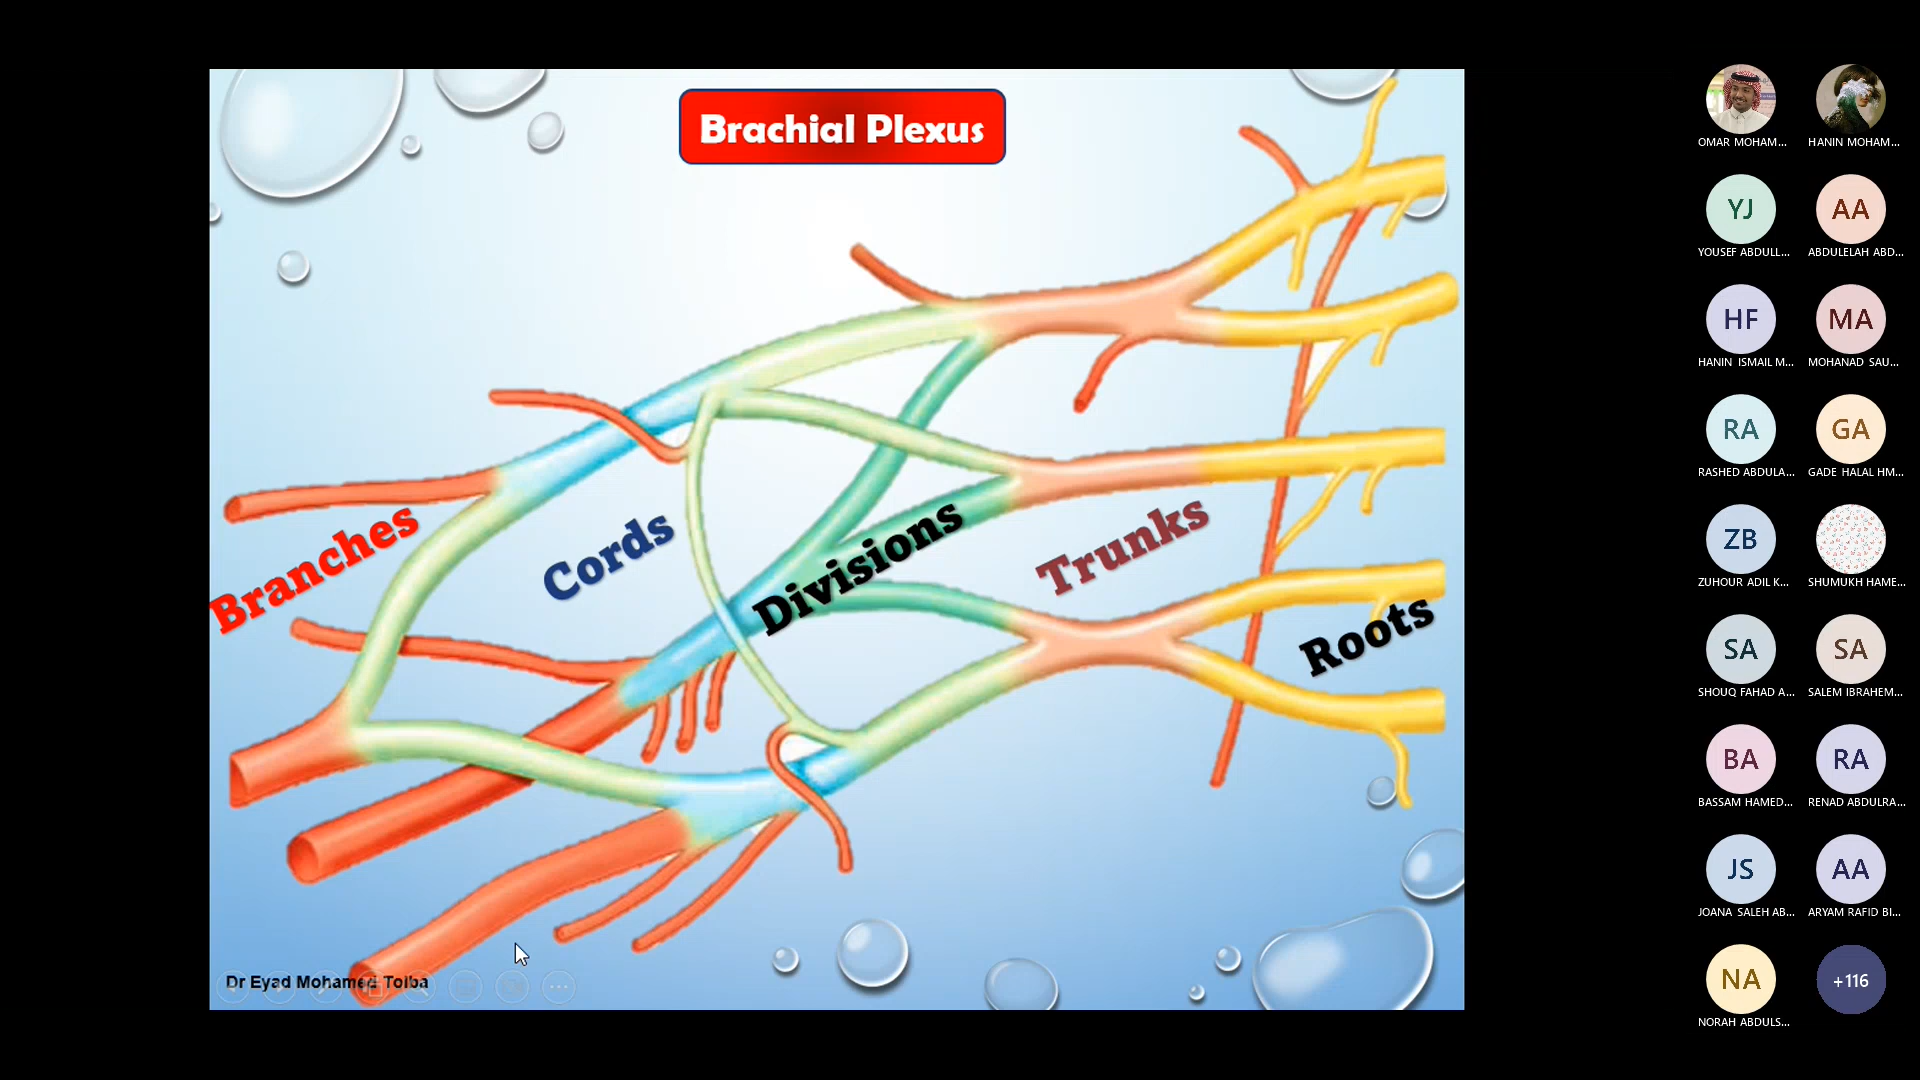 Brachial Plexus
Branches
Cords
Divisions
Trunks
Roots
Dr Eyad Mohamed Tolba
OMAR MOHAM...
HANIN MOHAM...
YJ
YOUSEF ABDULL...
AA
ABDULELAH ABD...
HF
HANIN ISMAIL M...
MA
MOHANAD SAU...
RA
RASHED ABDULA...
GA
GADE HALAL HM...
ZB
ZUHOUR ADIL K...
SHUMUKH HAME...
SA
SHOUQ FAHAD A...
SA
SALEM IBRAHEM...
BA
BASSAM HAMED...
RA
RENAD ABDULRA...
JS
JOANA SALEH AB...
AA
ARYAM RAFID BI...
NA
NORAH ABDULS...
+116